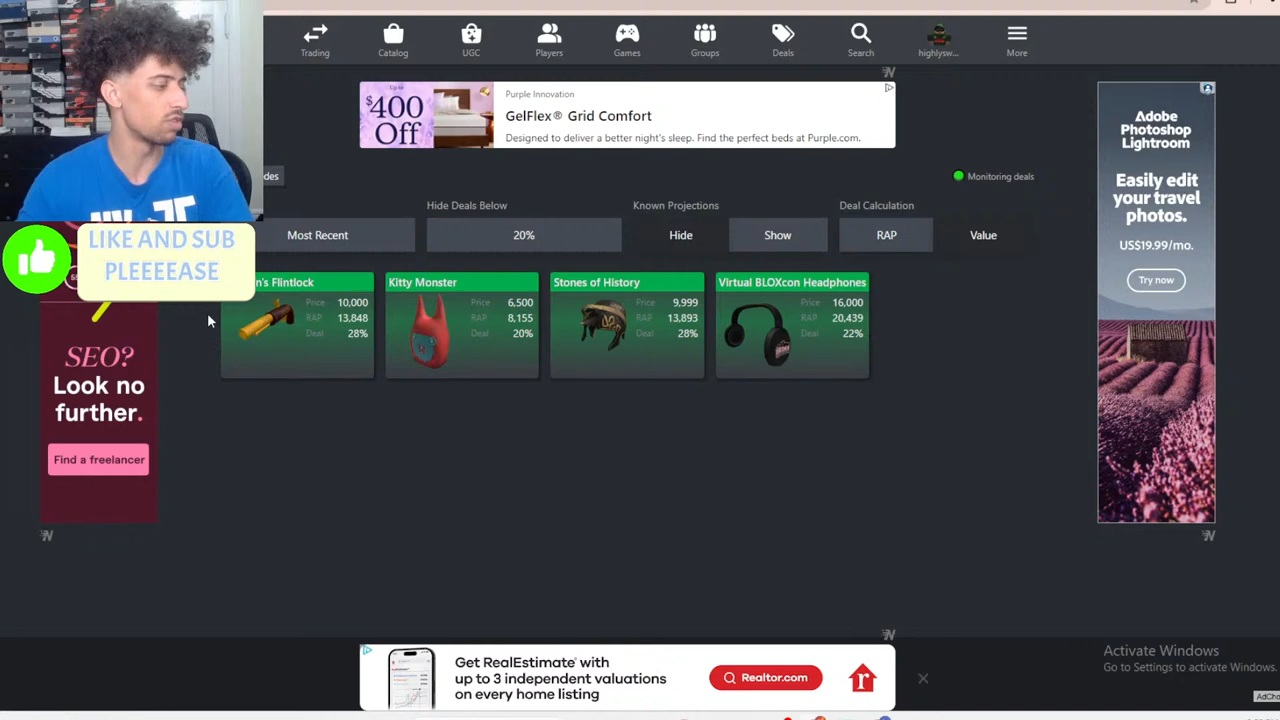 Trading
Catalog
UGC
Players
Games
Groups
Deals
Search
highlysw...
More
Up to
$400
Off
Purple Innovation
GelFlex® Grid Comfort
Designed to deliver a better night's sleep. Find the perfect beds at Purple.com.
Adobe
Photoshop
Lightroom
Easily edit
your travel
photos.
US$19.99/mo.
Try now
des
Monitoring deals
Hide Deals Below
Known Projections
Deal Calculation
Most Recent
20%
Hide
Show
RAP
Value
LIKE AND SUB
PLEEEEASE
n's Flintlock
Price 10,000
RAP 13,848
Deal 28%
Kitty Monster
Price 6,500
RAP 8,155
Deal 20%
Stones of History
Price 9,999
RAP 13,893
Deal 28%
Virtual BLOXcon Headphones
Price 16,000
RAP 20,439
Deal 22%
SEO?
Look no
further.
Find a freelancer
Get RealEstimate with
up to 3 independent valuations
on every home listing
Realtor.com
Activate Windows
Go to Settings to activate Windows.
AdCho